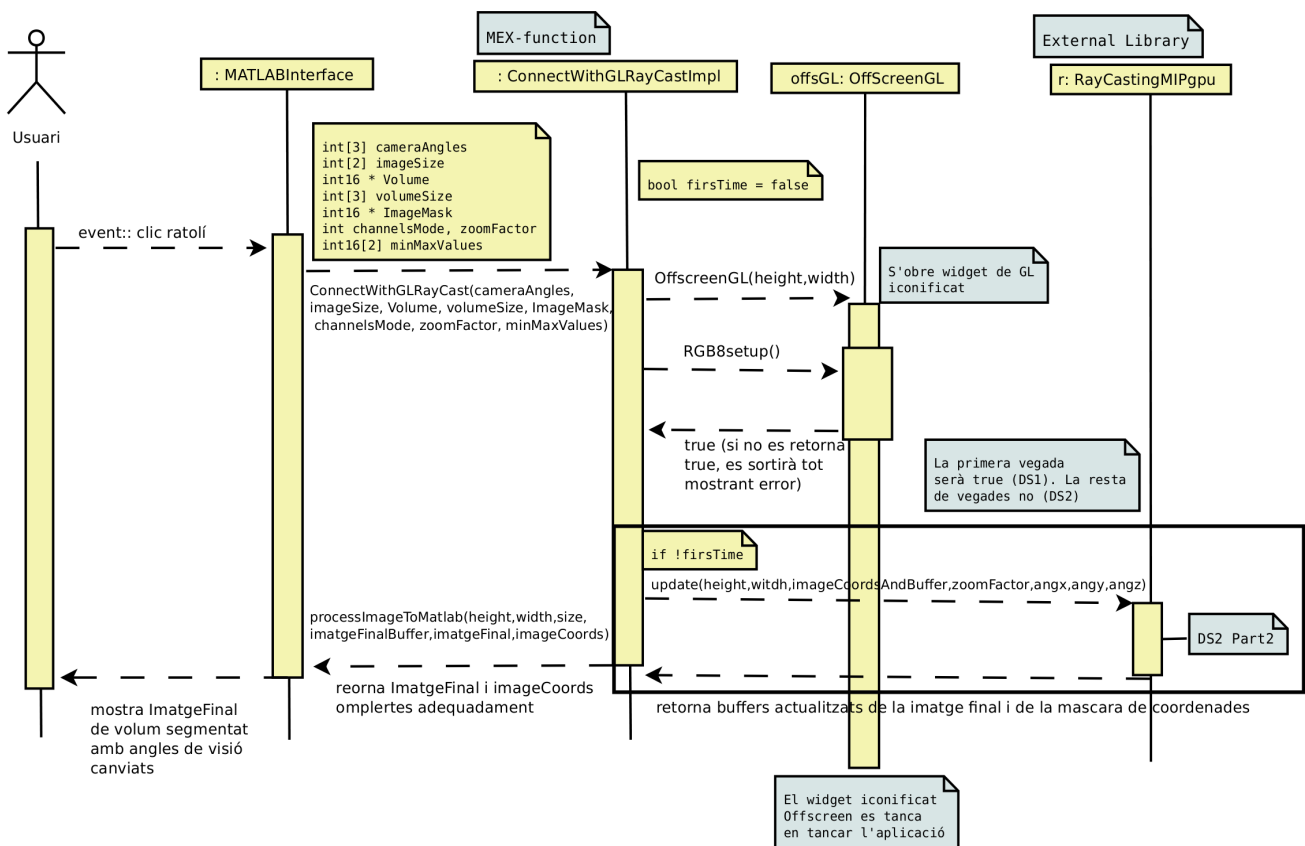 MEX-function
External Library
: MATLABInterface
: ConnectWithGLRayCastImpl
offsGL: OffScreenGL
r: RayCastingMIPgpu
Usuari
int[3] cameraAngles
int[2] imageSize
int16 * Volume
int[3] volumeSize
int16 * ImageMask
int channelsMode, zoomFactor
int16[2] minMaxValues
bool firsTime = false
event:: clic ratolí
ConnectWithGLRayCast(cameraAngles,
imageSize, Volume, volumeSize, ImageMask,
channelsMode, zoomFactor, minMaxValues)
OffscreenGL(height,width)
S'obre widget de GL
iconificat
RGB8setup()
true (si no es retorna
true, es sortirà tot
mostrant error)
La primera vegada
serà true (DS1). La resta
de vegades no (DS2)
if !firsTime
update(height,witdh,imageCoordsAndBuffer,zoomFactor,angx,angy,angz)
processImageToMatlab(height,width,size,
imatgeFinalBuffer,imatgeFinal,imageCoords)
DS2 Part2
reorna ImatgeFinal i imageCoords
omplertes adequadament
retorna buffers actualitzats de la imatge final i de la mascara de coordenades
mostra ImatgeFinal
de volum segmentat
amb angles de visió
canviats
El widget iconificat
Offscreen es tanca
en tancar l'aplicació